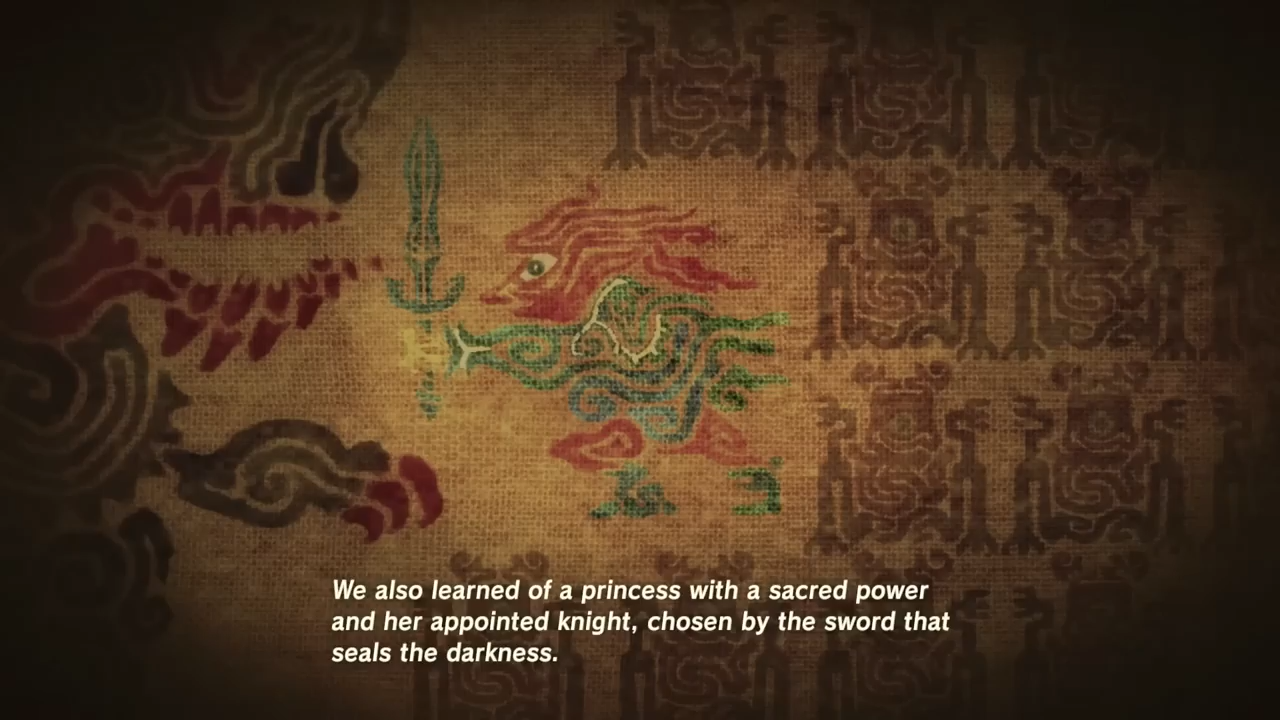 We also learned of a princess with a sacred power
and her appointed knight, chosen by the sword that
seals the darkness.